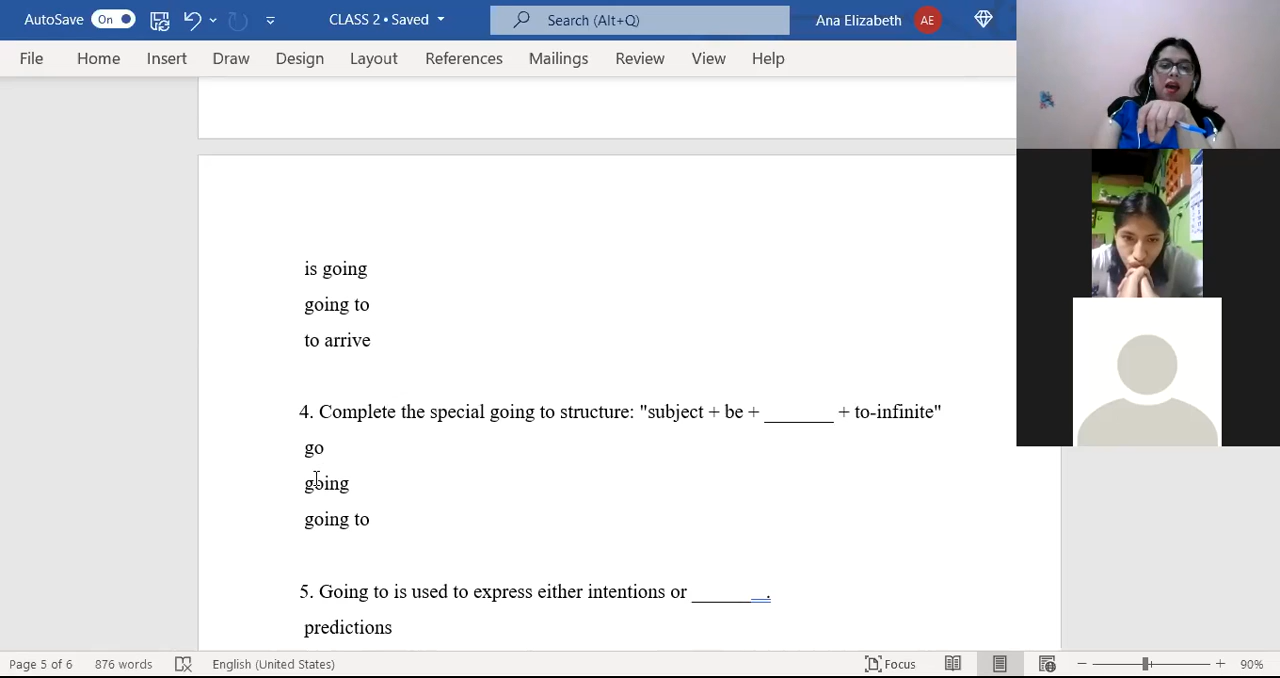 AutoSave On CLASS 2 • Saved Search (Alt+Q) Ana Elizabeth AE
File Home Insert Draw Design Layout References Mailings Review View Help
is going
going to
to arrive
4. Complete the special going to structure: "subject + be + _______ + to-infinite"
go
going
going to
5. Going to is used to express either intentions or ________.
predictions
Page 5 of 6 876 words English (United States) Focus 90%